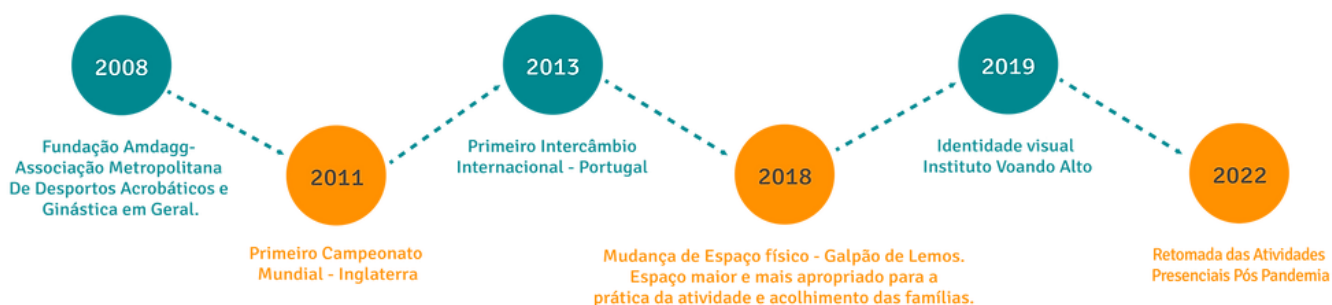 2008
Fundação Amdagg-
Associação Metropolitana
De Desportos Acrobáticos e
Ginástica em Geral.
2011
Primeiro Campeonato
Mundial - Inglaterra
2013
Primeiro Intercâmbio
Internacional - Portugal
2018
Mudança de Espaço físico - Galpão de Lemos.
Espaço maior e mais apropriado para a
prática da atividade e acolhimento das famílias.
2019
Identidade visual
Instituto Voando Alto
2022
Retomada das Atividades
Presenciais Pós Pandemia